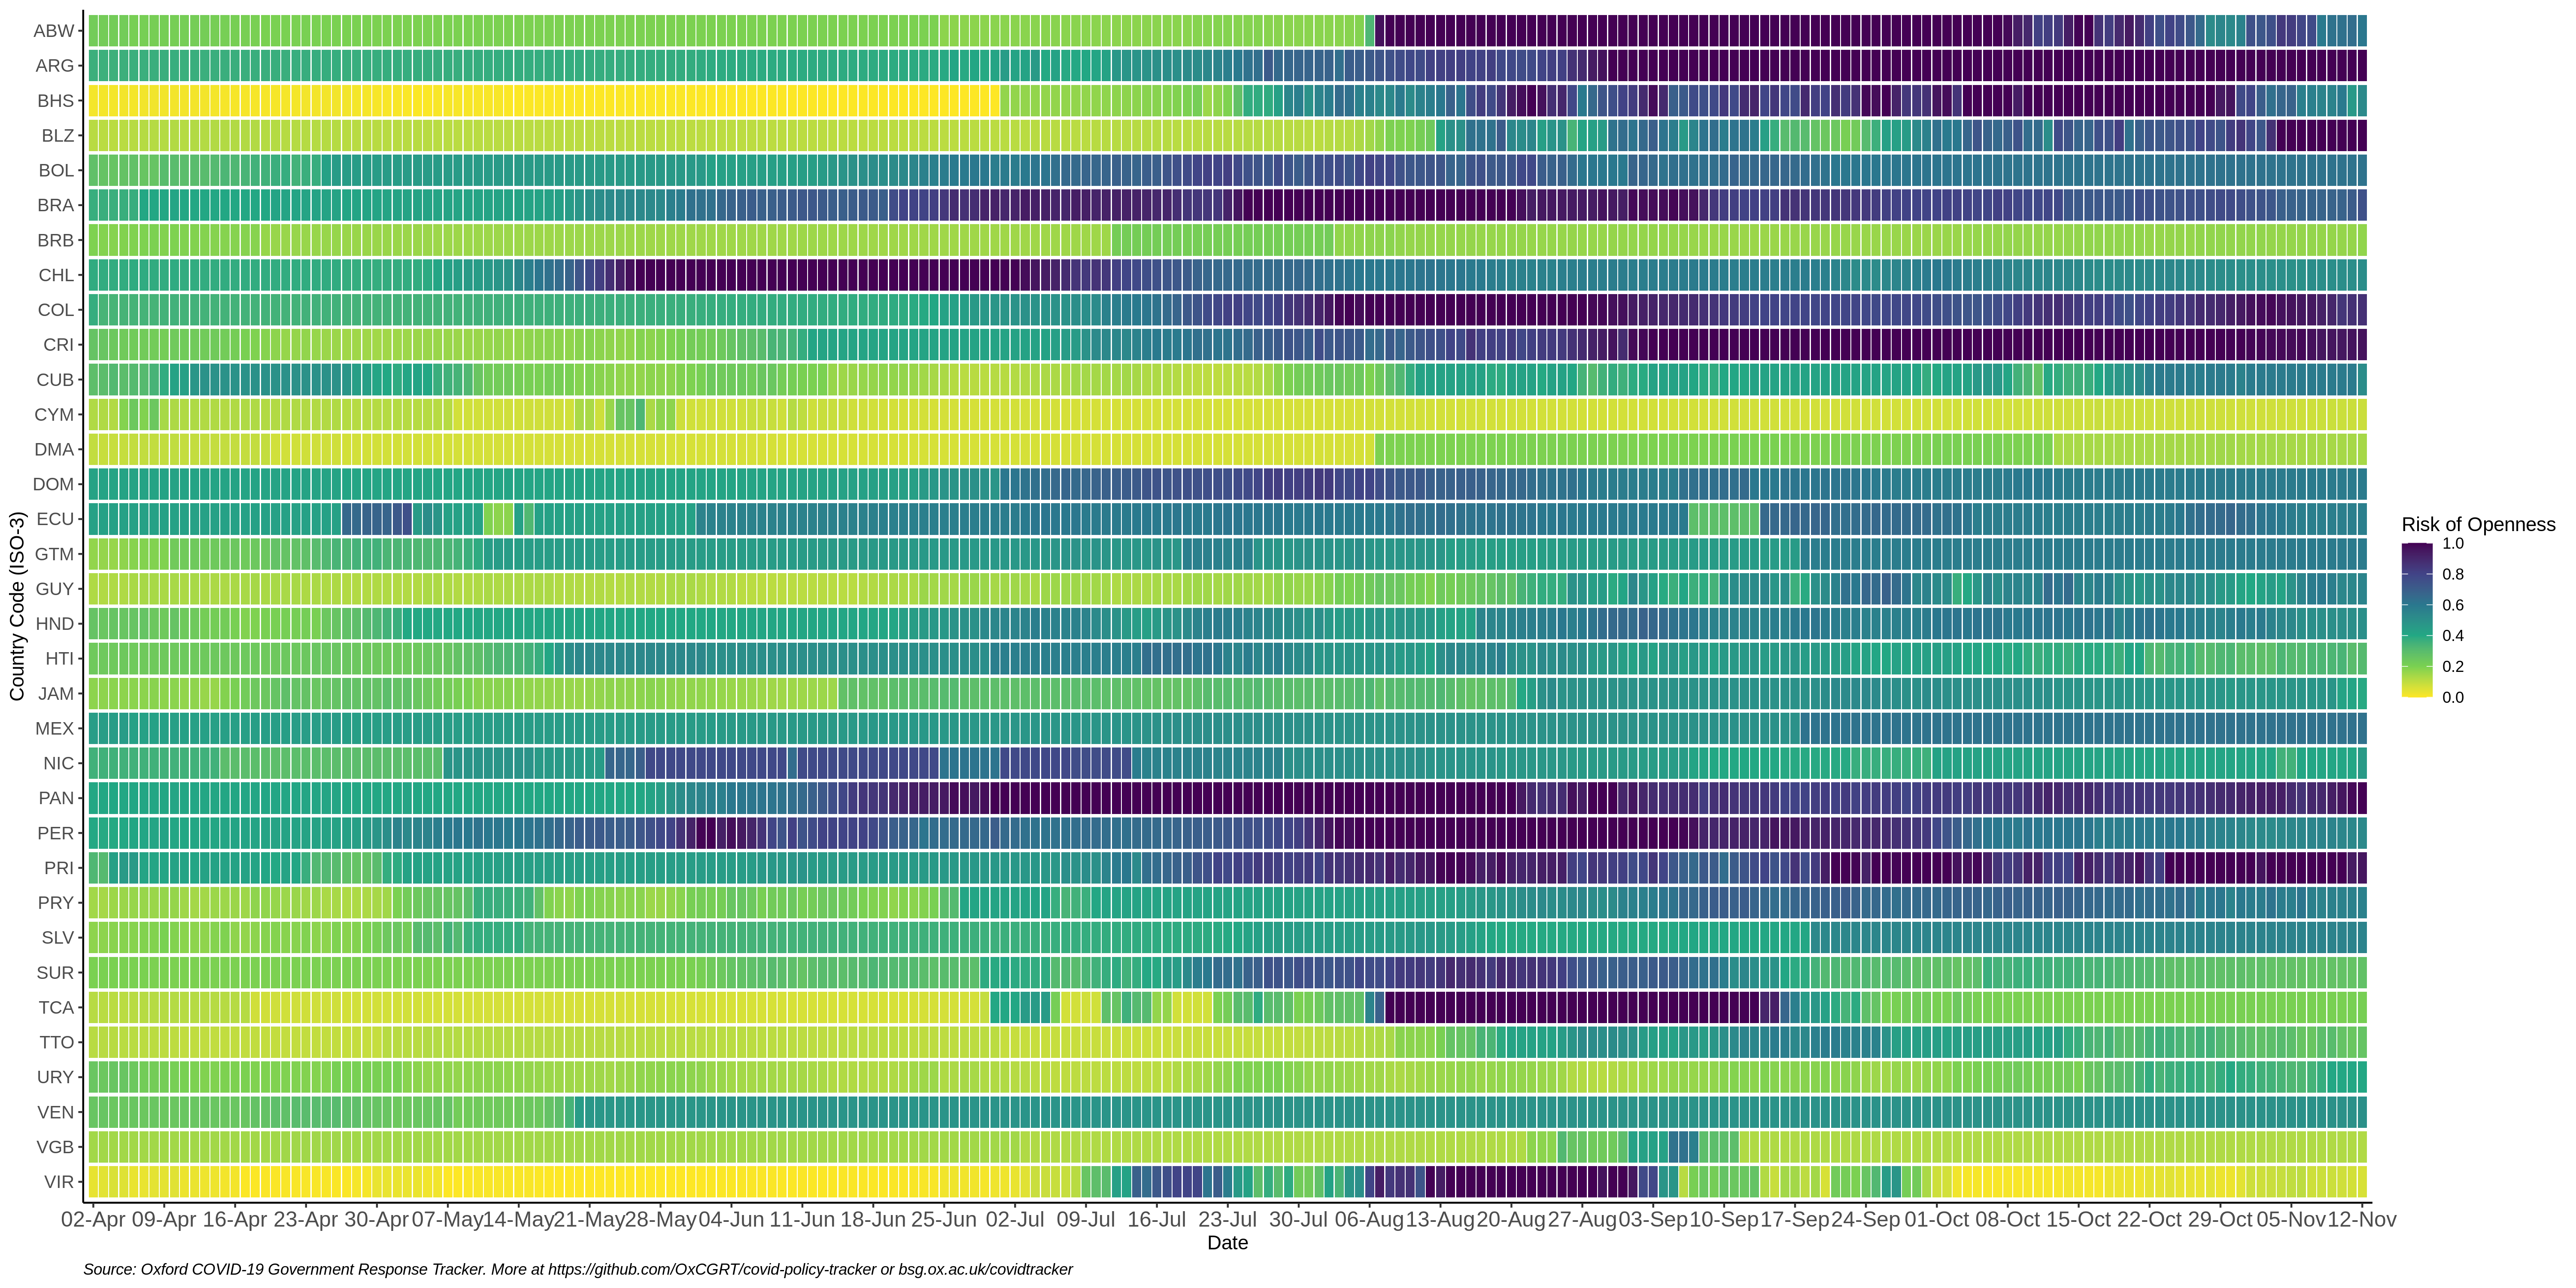 ABW
ARG
BHS
BLZ
BOL
BRA
BRB
CHL
COL
CRI
CUB
CYM
DMA
DOM
ECU
GTM
GUY
HND
HTI
JAM
MEX
NIC
PAN
PER
PRI
PRY
SLV
SUR
TCA
TTO
URY
VEN
VGB
VIR
Country Code (ISO-3)
Risk of Openness
1.0
0.8
0.6
0.4
0.2
0.0
02-Apr 09-Apr 16-Apr 23-Apr 30-Apr 07-May 14-May 21-May 28-May 04-Jun 11-Jun 18-Jun 25-Jun 02-Jul 09-Jul 16-Jul 23-Jul 30-Jul 06-Aug 13-Aug 20-Aug 27-Aug 03-Sep 10-Sep 17-Sep 24-Sep 01-Oct 08-Oct 15-Oct 22-Oct 29-Oct 05-Nov 12-Nov
Date
Source: Oxford COVID-19 Government Response Tracker. More at https://github.com/OxCGRT/covid-policy-tracker or bsg.ox.ac.uk/covidtracker